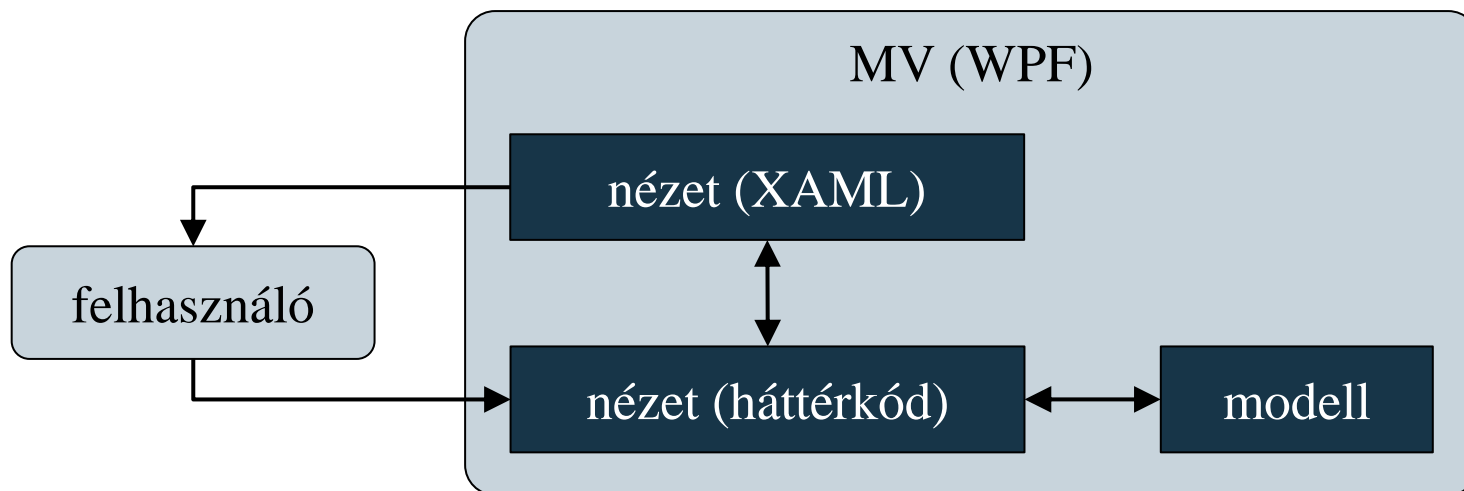 MV (WPF)
nézet (XAML)
felhasználó
nézet (háttérkód)
modell